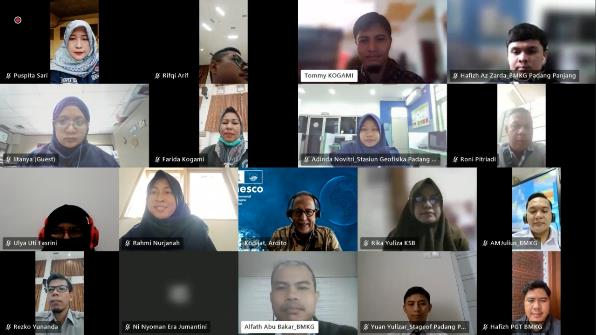 Puspita Sari
Rifqi Arif
Tommy KOGAMI
Hafizh Az Zarda_BMKG Padang Panjang
litanya (Guest)
Farida Kogami
Adinda Novitri_Stasiun Geofisika Padang ...
Roni Pitriadi
esco
Ulya Uti Fasrini
Rahmi Nurjanah
Kodijat, Ardito
Rika Yuliza KSB
AMJulius_BMKG
Rezko Yunanda
Ni Nyoman Era Jumantini
Alfath Abu Bakar_BMKG
Yuan Yulizar_Stageof Padang P...
Hafizh PGT BMKG